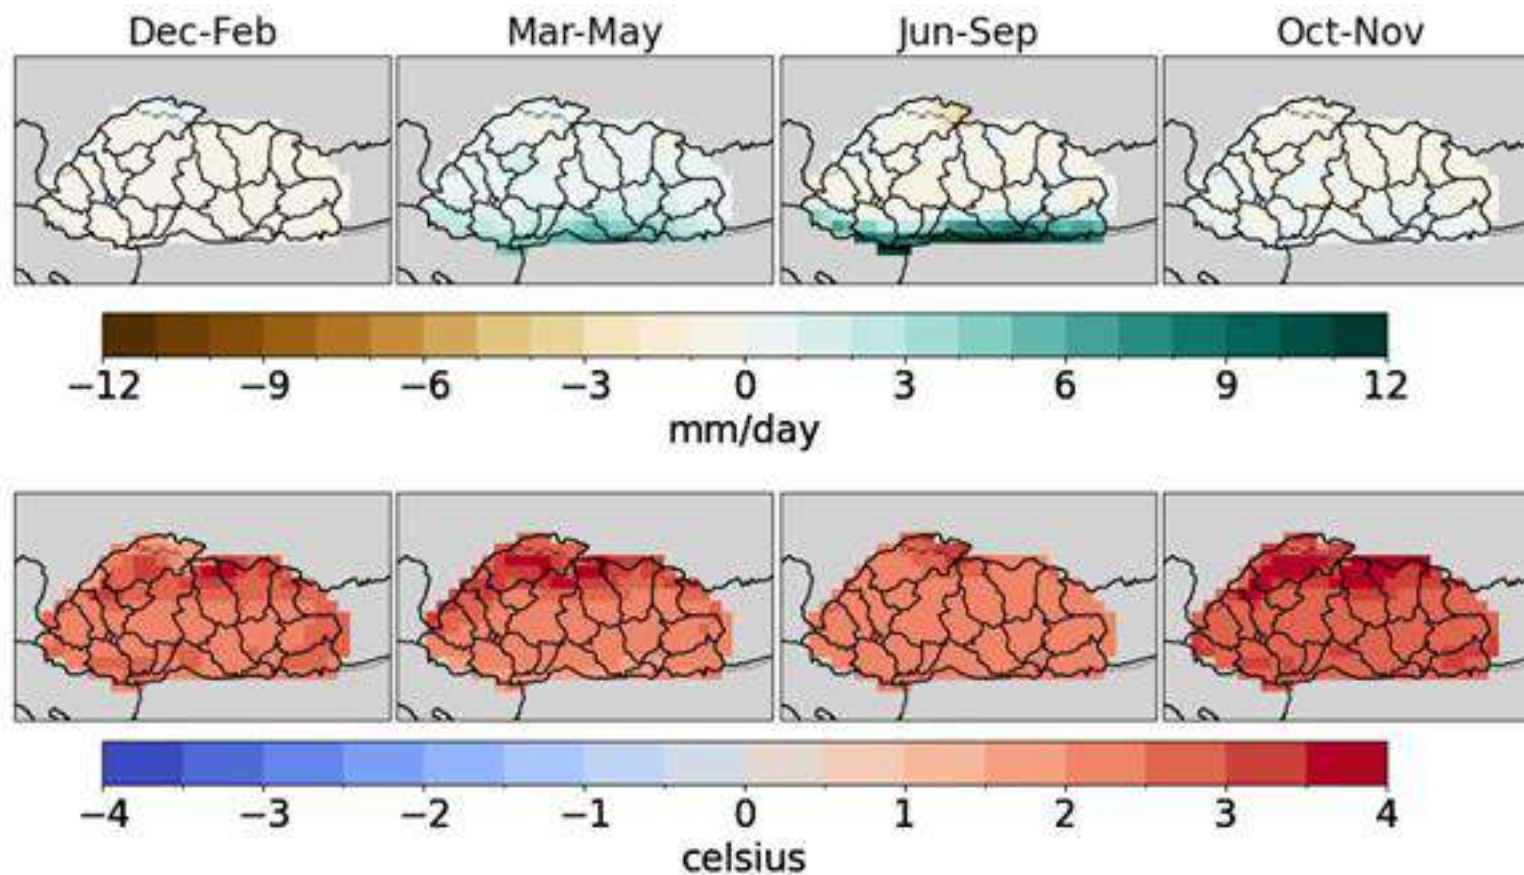 Dec-Feb Mar-May Jun-Sep Oct-Nov
−12 −9 −6 −3 0 3 6 9 12
mm/day
−4 −3 −2 −1 0 1 2 3 4
celsius